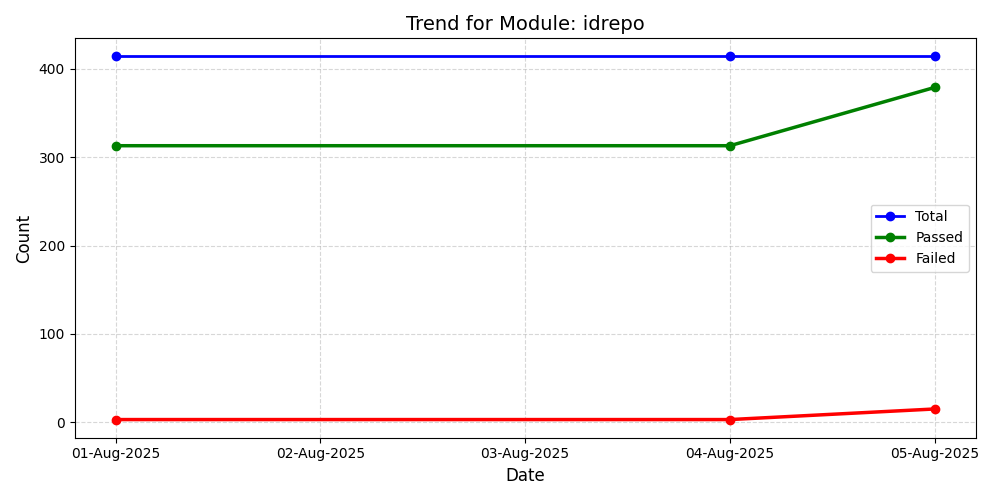 Trend for Module: idrepo
Count
400
300
200
100
0
Total
Passed
Failed
01-Aug-2025 02-Aug-2025 03-Aug-2025 04-Aug-2025 05-Aug-2025
Date